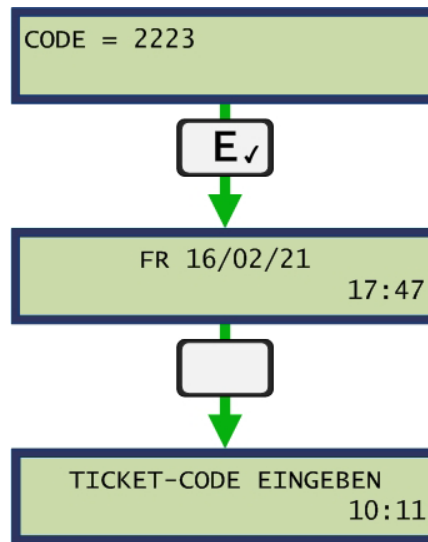 CODE = 2223
E✓
FR 16/02/21
17:47
TICKET-CODE EINGEBEN
10:11